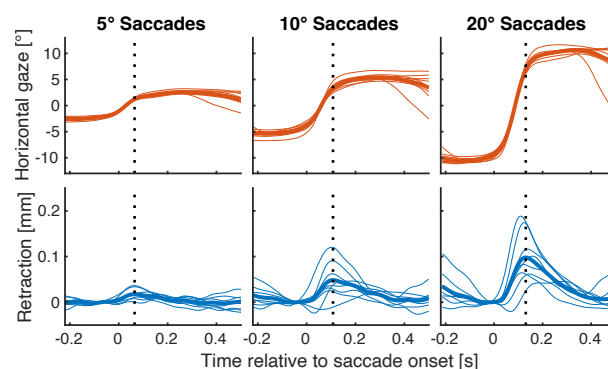 5° Saccades 10° Saccades 20° Saccades
Horizontal gaze [°]
10
5
0
-5
-10
Retraction [mm]
0.2
0.1
0
-0.2 0 0.2 0.4 -0.2 0 0.2 0.4 -0.2 0 0.2 0.4
Time relative to saccade onset [s]